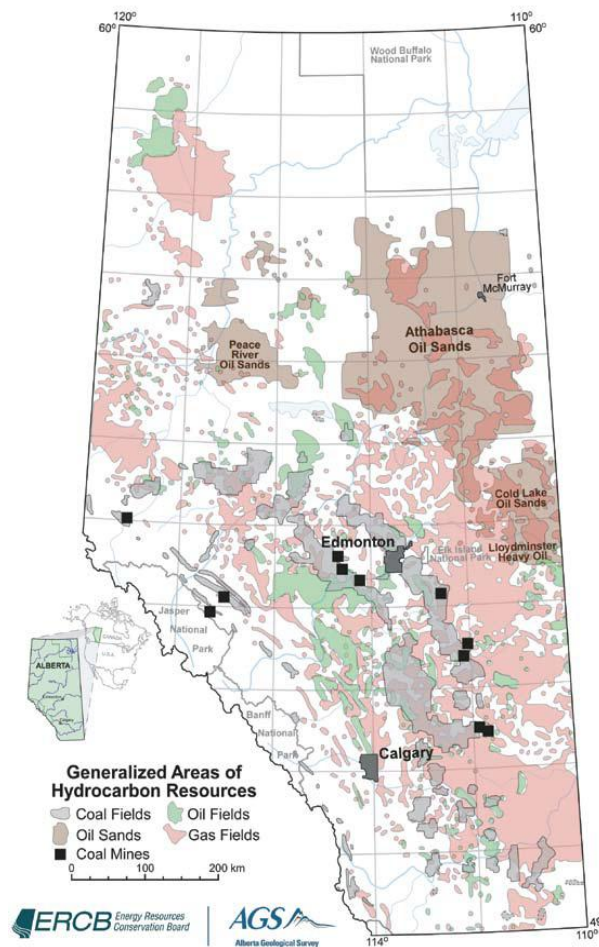 120°
110°
60°
60°
Wood Buffalo
National Park
Fort
McMurray
Athabasca
Oil Sands
Peace
River
Oil Sands
Cold Lake
Oil Sands
Edmonton
Elk Island
National Park
Lloydminster
Heavy Oil
Jasper
National
Park
CANADA
U.S.A.
ALBERTA
Banff
National
Park
Calgary
Generalized Areas of
Hydrocarbon Resources
Coal Fields
Oil Fields
Oil Sands
Gas Fields
Coal Mines
0 100 200 km
49°
114°
110°
ERCB Energy Resources
Conservation Board
AGS
Alberta Geological Survey